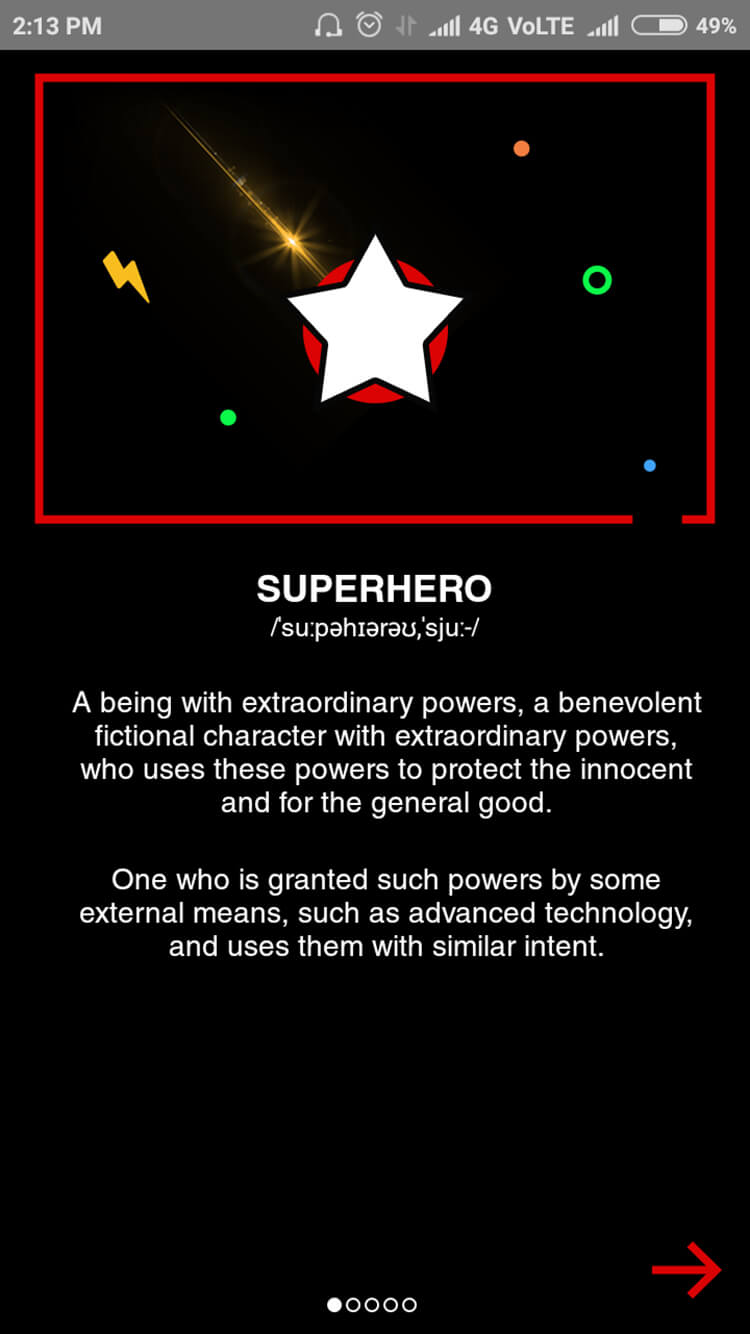 2:13 PM 4G VoLTE 49%
SUPERHERO
/ˈsuːpəhɪərəʊ,ˈsjuː-/
A being with extraordinary powers, a benevolent
fictional character with extraordinary powers,
who uses these powers to protect the innocent
and for the general good.
One who is granted such powers by some
external means, such as advanced technology,
and uses them with similar intent.